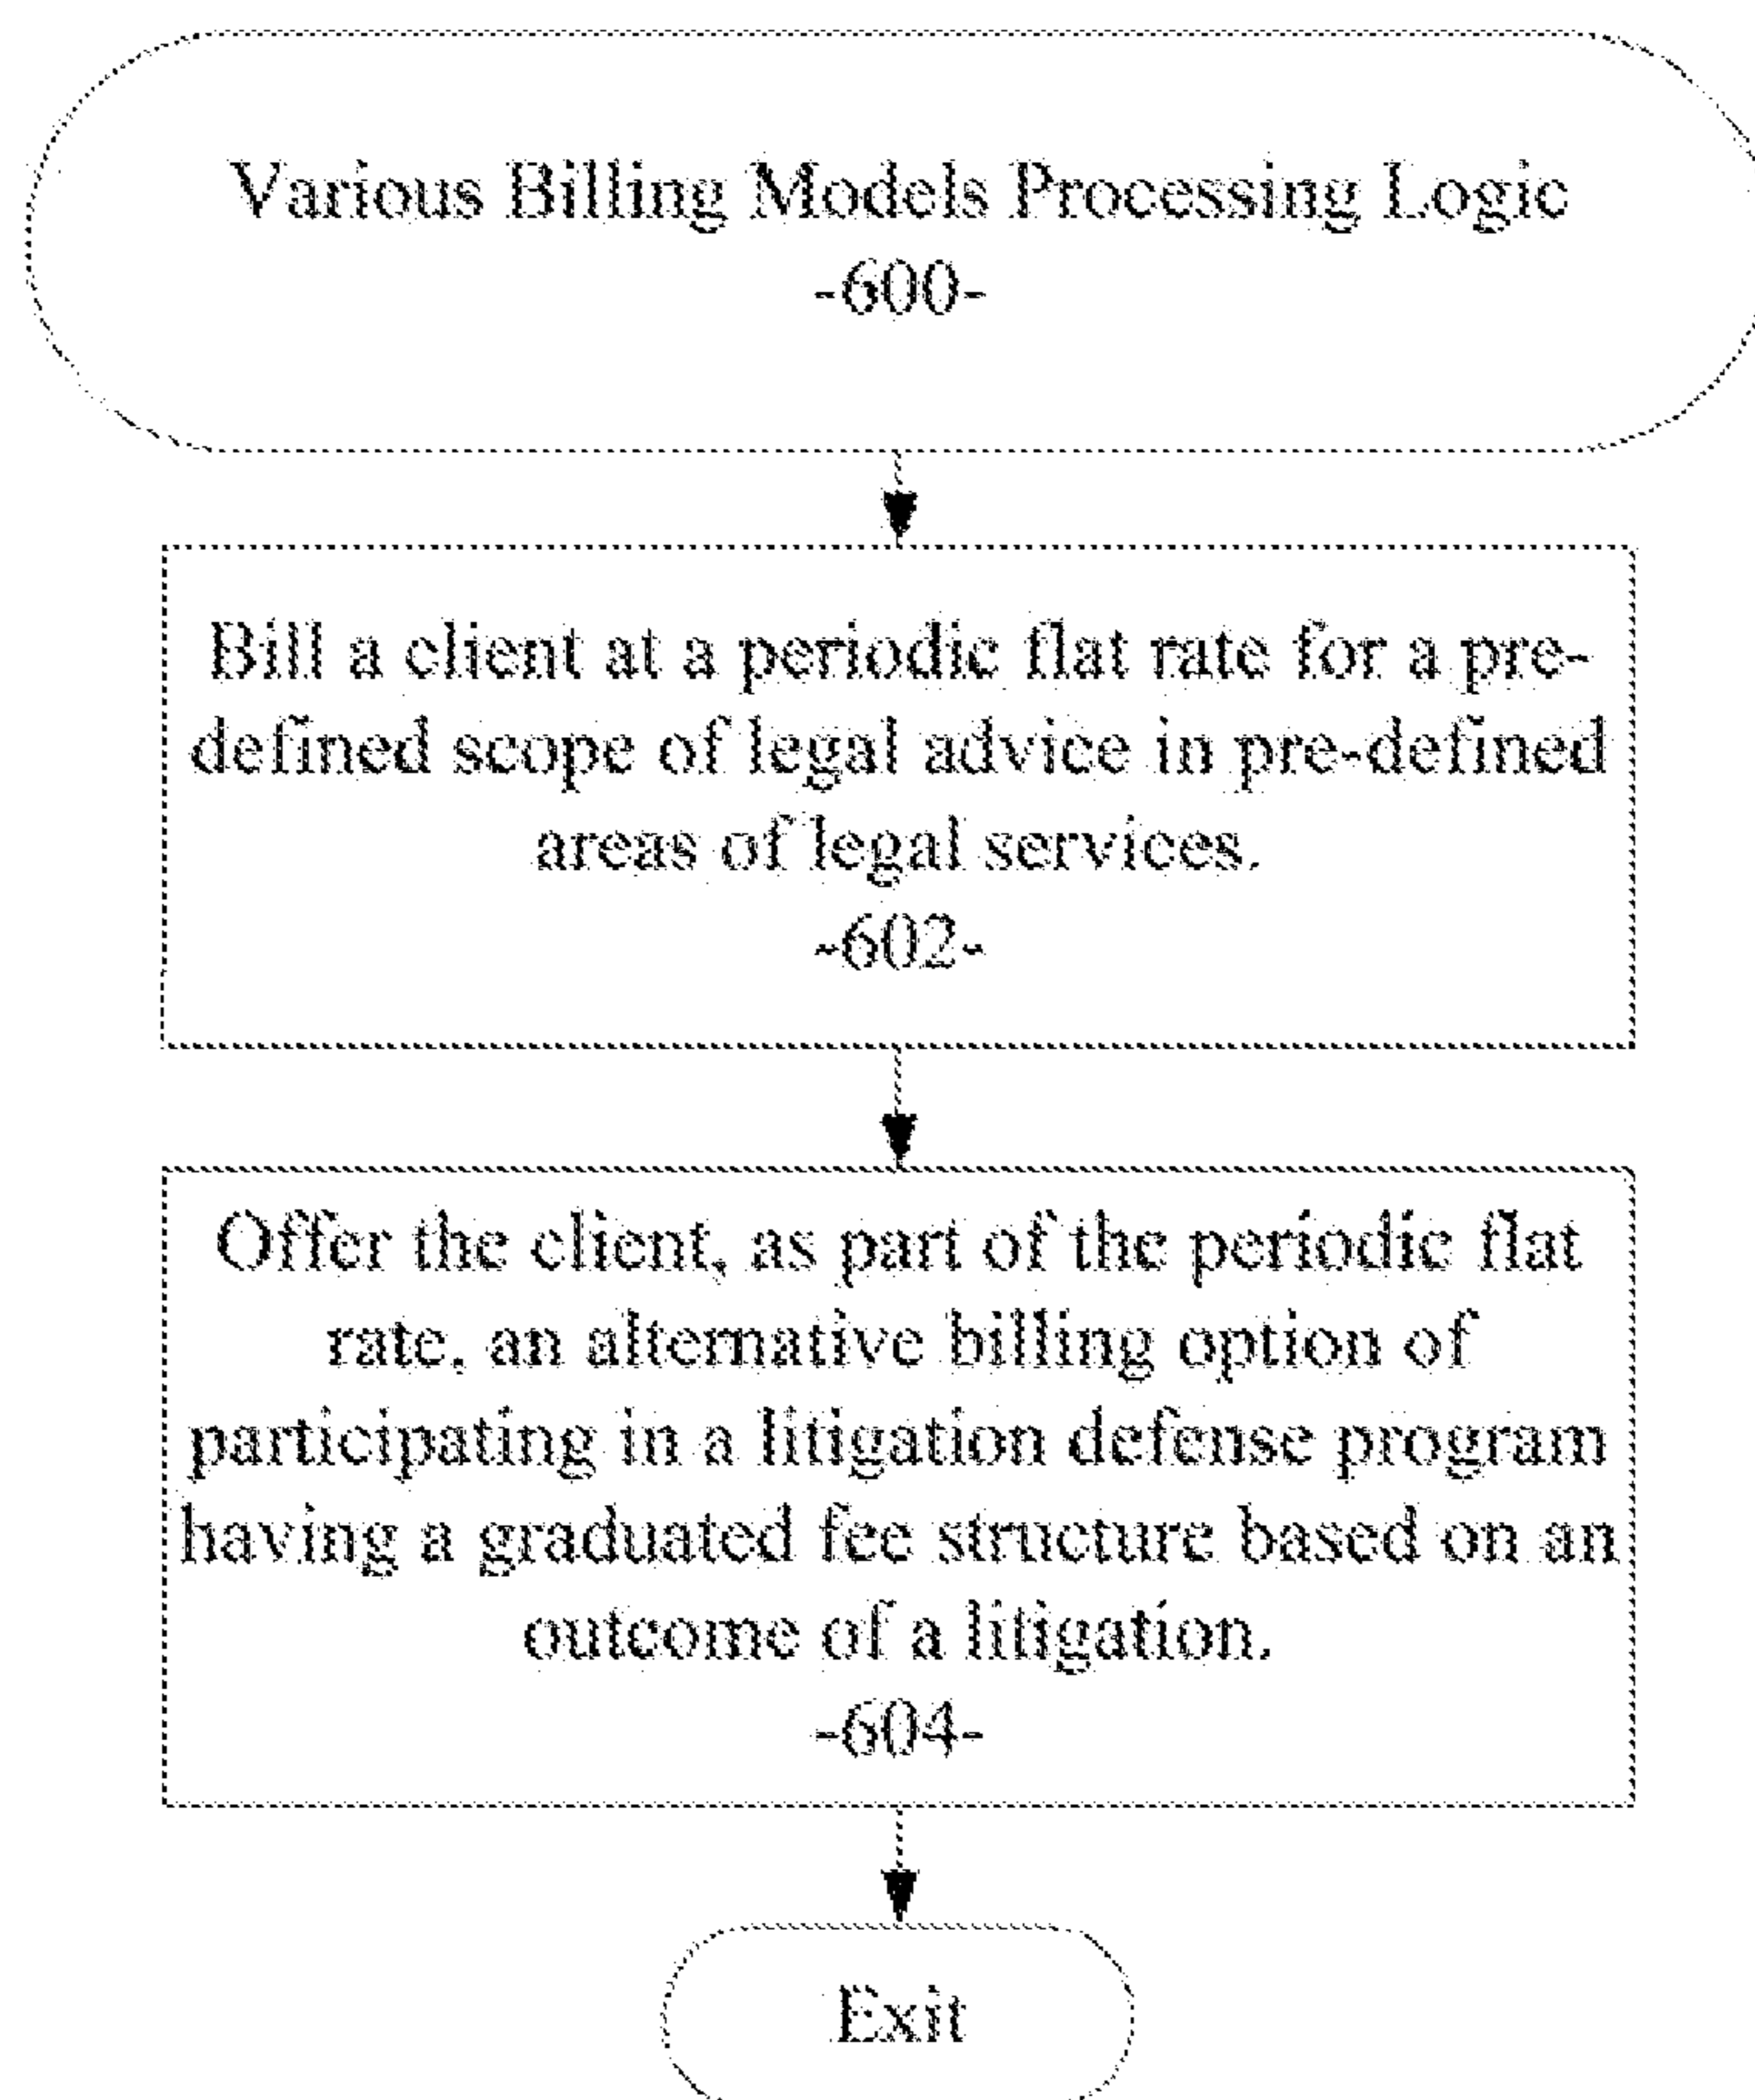 Various Billing Models Processing Logic
-600-
Bill a client at a periodic flat rate for a pre-
defined scope of legal advice in pre-defined
areas of legal services.
-602-
Offer the client, as part of the periodic flat
rate, an alternative billing option of
participating in a litigation defense program
having a graduated fee structure based on an
outcome of a litigation.
-604-
Exit